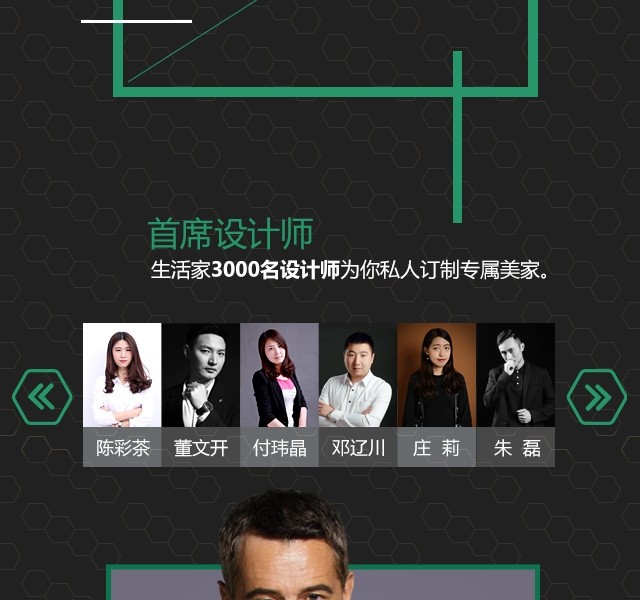 首席设计师
生活家3000名设计师为你私人订制专属美家。
陈彩茶 董文开 付玮晶 邓辽川 庄 莉 朱 磊